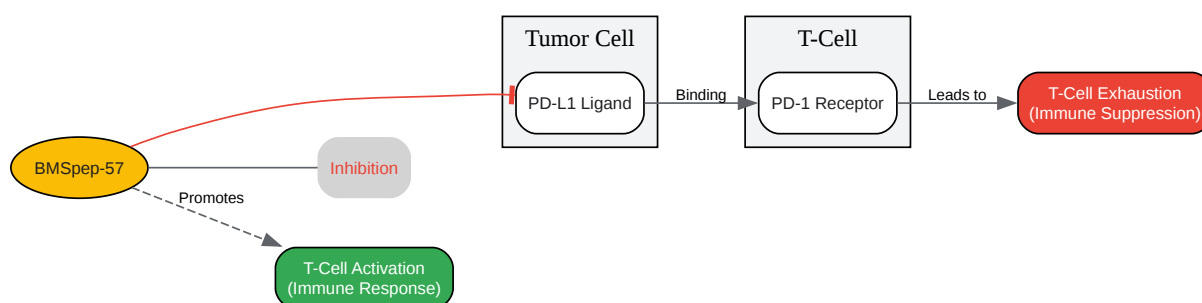 Tumor Cell
T-Cell
PD-L1 Ligand
Binding
PD-1 Receptor
Leads to
T-Cell Exhaustion
(Immune Suppression)
BMSpep-57
Inhibition
Promotes
T-Cell Activation
(Immune Response)